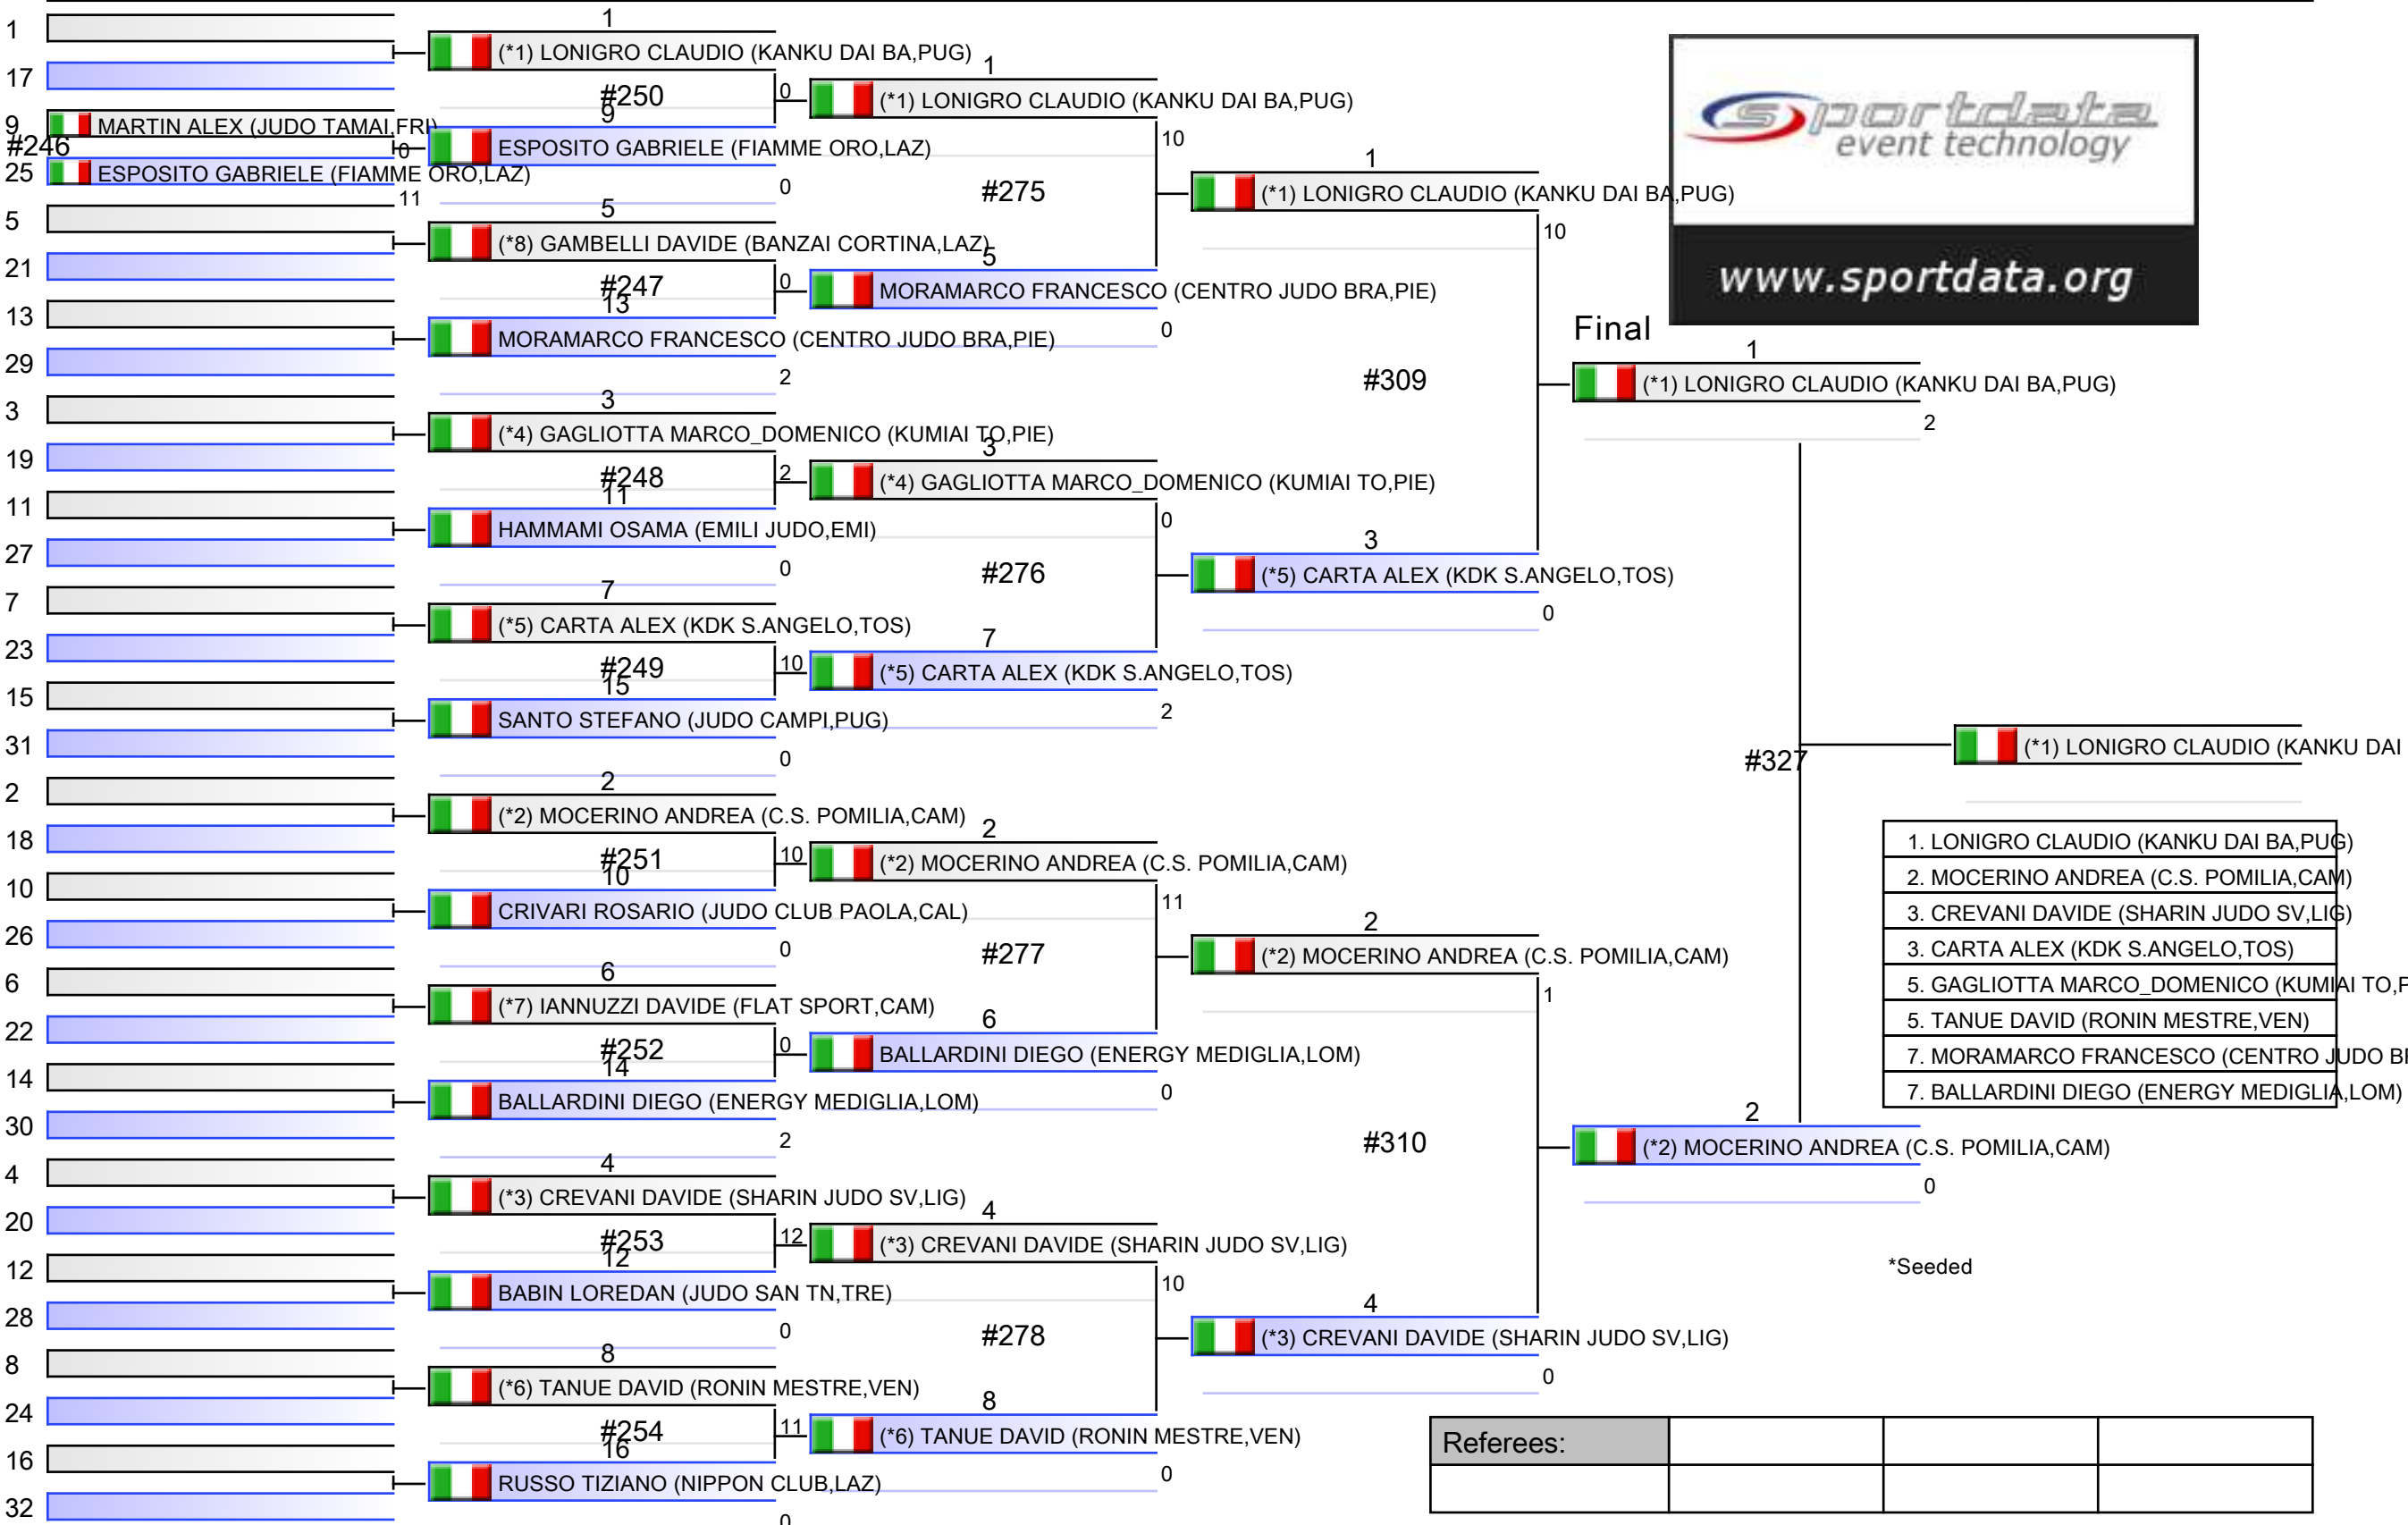 1
17
9
MARTIN ALEX (JUDO TAMAI,FRI)
#246
0
25
ESPOSITO GABRIELE (FIAMME ORO,LAZ)
11
5
21
13
29
3
19
11
27
7
23
15
31
2
18
10
26
6
22
14
30
4
20
12
28
8
24
16
32
1
(*1) LONIGRO CLAUDIO (KANKU DAI BA,PUG)
#250
0
9
ESPOSITO GABRIELE (FIAMME ORO,LAZ)
0
5
(*8) GAMBELLI DAVIDE (BANZAI CORTINA,LAZ)
#247
0
13
MORAMARCO FRANCESCO (CENTRO JUDO BRA,PIE)
2
3
(*4) GAGLIOTTA MARCO_DOMENICO (KUMIAI TO,PIE)
#248
2
11
HAMMAMI OSAMA (EMILI JUDO,EMI)
0
7
(*5) CARTA ALEX (KDK S.ANGELO,TOS)
#249
10
15
SANTO STEFANO (JUDO CAMPI,PUG)
0
2
(*2) MOCERINO ANDREA (C.S. POMILIA,CAM)
#251
10
10
CRIVARI ROSARIO (JUDO CLUB PAOLA,CAL)
0
6
(*7) IANNUZZI DAVIDE (FLAT SPORT,CAM)
#252
0
14
BALLARDINI DIEGO (ENERGY MEDIGLIA,LOM)
2
4
(*3) CREVANI DAVIDE (SHARIN JUDO SV,LIG)
#253
12
12
BABIN LOREDAN (JUDO SAN TN,TRE)
0
8
(*6) TANUE DAVID (RONIN MESTRE,VEN)
#254
11
16
RUSSO TIZIANO (NIPPON CLUB,LAZ)
0
1
(*1) LONIGRO CLAUDIO (KANKU DAI BA,PUG)
10
#275
5
MORAMARCO FRANCESCO (CENTRO JUDO BRA,PIE)
0
3
(*4) GAGLIOTTA MARCO_DOMENICO (KUMIAI TO,PIE)
0
#276
7
(*5) CARTA ALEX (KDK S.ANGELO,TOS)
2
2
(*2) MOCERINO ANDREA (C.S. POMILIA,CAM)
11
#277
6
BALLARDINI DIEGO (ENERGY MEDIGLIA,LOM)
0
4
(*3) CREVANI DAVIDE (SHARIN JUDO SV,LIG)
10
#278
8
(*6) TANUE DAVID (RONIN MESTRE,VEN)
0
1
(*1) LONIGRO CLAUDIO (KANKU DAI BA,PUG)
10
#309
3
(*5) CARTA ALEX (KDK S.ANGELO,TOS)
0
2
(*2) MOCERINO ANDREA (C.S. POMILIA,CAM)
1
#310
4
(*3) CREVANI DAVIDE (SHARIN JUDO SV,LIG)
0
sportdata
event technology
www.sportdata.org
Final
1
(*1) LONIGRO CLAUDIO (KANKU DAI BA,PUG)
2
#327
2
(*2) MOCERINO ANDREA (C.S. POMILIA,CAM)
0
(*1) LONIGRO CLAUDIO (KANKU DAI
1. LONIGRO CLAUDIO (KANKU DAI BA,PUG)
2. MOCERINO ANDREA (C.S. POMILIA,CAM)
3. CREVANI DAVIDE (SHARIN JUDO SV,LIG)
3. CARTA ALEX (KDK S.ANGELO,TOS)
5. GAGLIOTTA MARCO_DOMENICO (KUMIAI TO,P
5. TANUE DAVID (RONIN MESTRE,VEN)
7. MORAMARCO FRANCESCO (CENTRO JUDO BR
7. BALLARDINI DIEGO (ENERGY MEDIGLIA,LOM)
*Seeded
Referees: